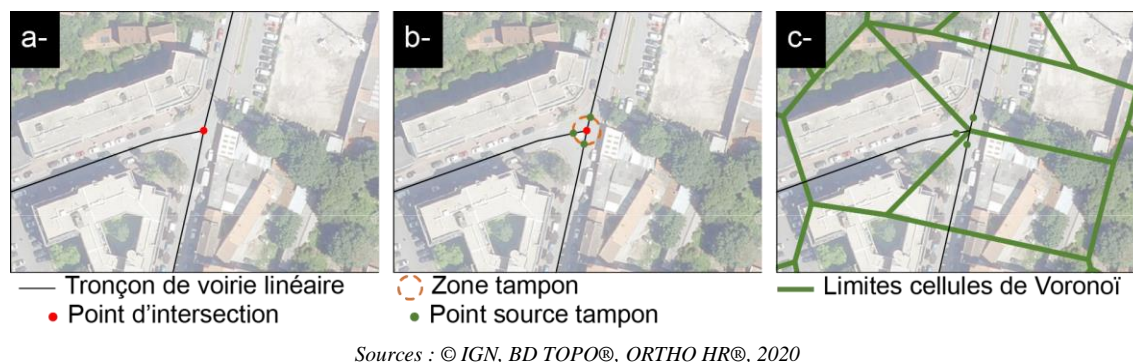 a-
b-
c-
Tronçon de voirie linéaire
Point d'intersection
Zone tampon
Point source tampon
Limites cellules de Voronoï
Sources : © IGN, BD TOPO®, ORTHO HR®, 2020